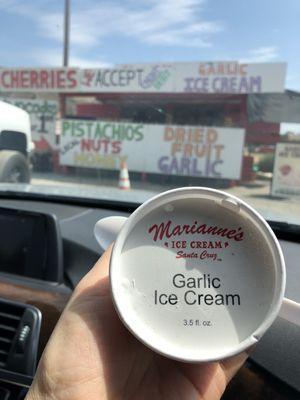 CHERRIES
ACCEPT
GARLIC
ICE CREAM
PISTACHIOS
NUTS
HONEY
DRIED
FRUIT
GARLIC
Marianne's
ICE CREAM
Santa Cruz
Garlic
Ice Cream
3.5 fl. oz.